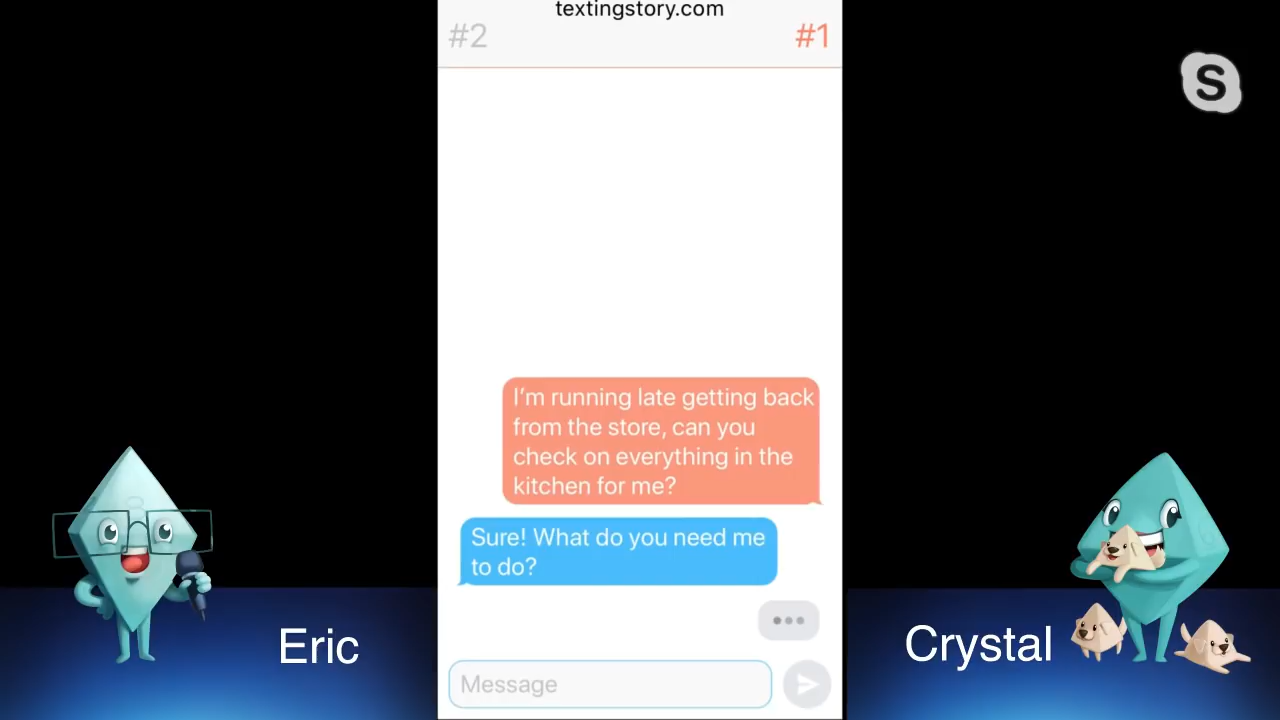 textingstory.com
#2 #1
S
I'm running late getting back
from the store, can you
check on everything in the
kitchen for me?
Sure! What do you need me
to do?
Message
Eric
Crystal